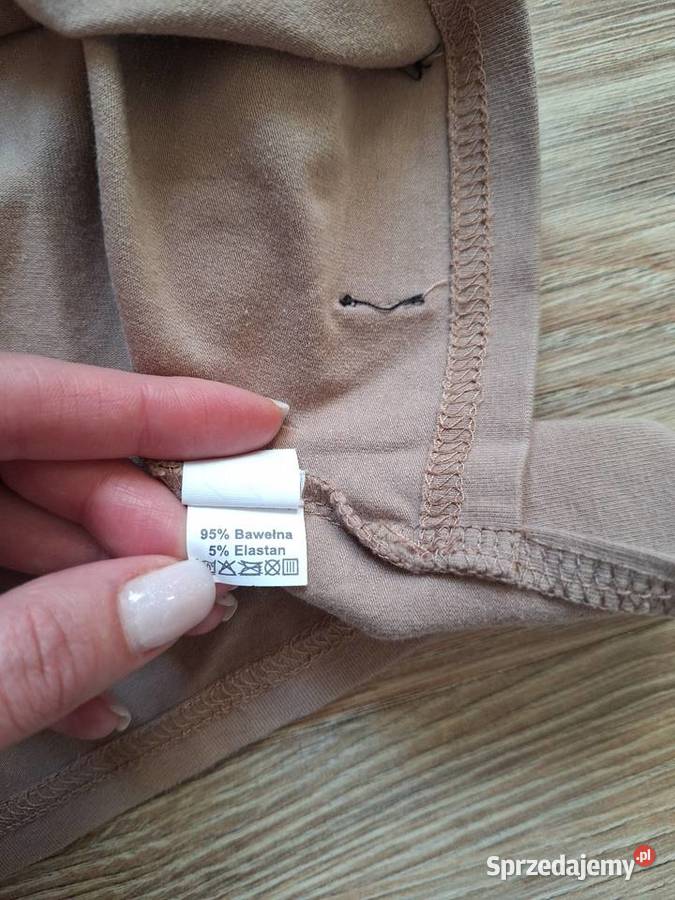 95% Bawełna
5% Elastan
Sprzedajemy.pl